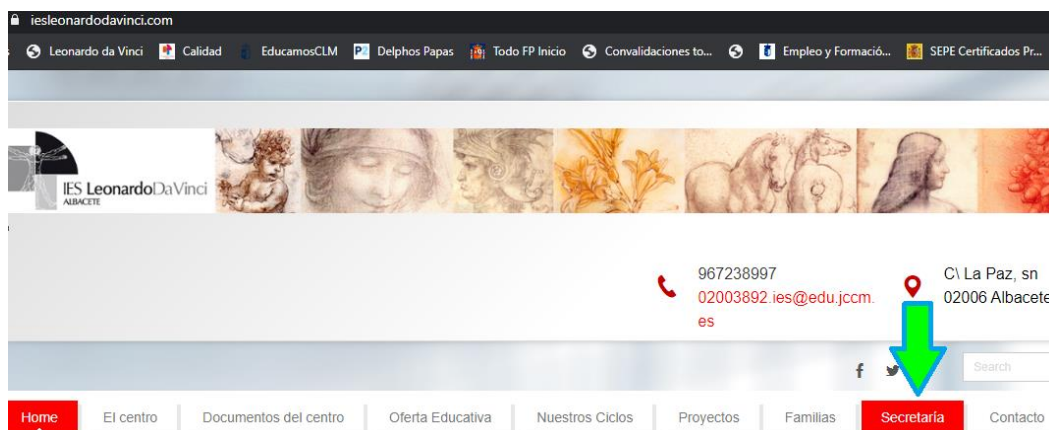 iesleonardodavinci.com
Leonardo da Vinci Calidad EducamosCLM P2 Delphos Papas Todo FP Inicio Convalidaciones to... Empleo y Formació... SEPE Certificados Pr...
IES LeonardoDaVinci
ALBACETE
967238997
02003892.ies@edu.jccm.
es
C\ La Paz, sn
02006 Albacete
Search
Home El centro Documentos del centro Oferta Educativa Nuestros Ciclos Proyectos Familias Secretaría Contacto